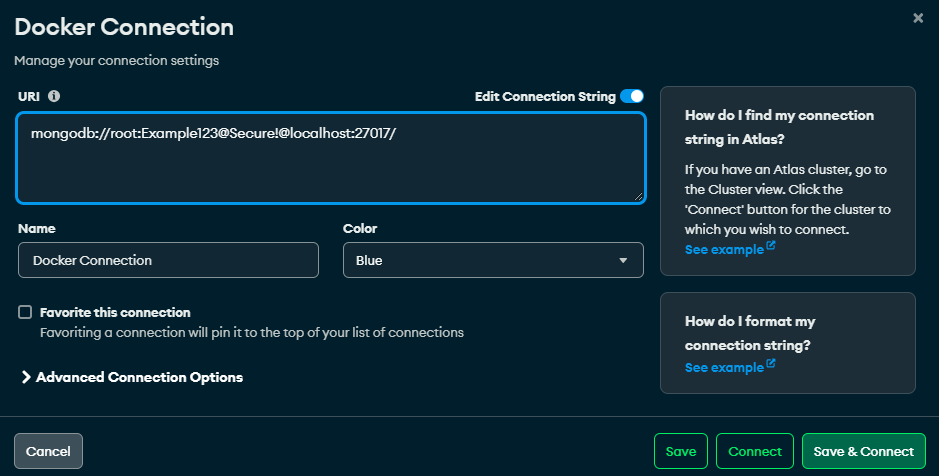 Docker Connection
Manage your connection settings
URI
Edit Connection String
mongodb://root:Example123@Secure!@localhost:27017/
Name
Color
Docker Connection
Blue
Favorite this connection
Favoriting a connection will pin it to the top of your list of connections
Advanced Connection Options
How do I find my connection
string in Atlas?
If you have an Atlas cluster, go to
the Cluster view. Click the
'Connect' button for the cluster to
which you wish to connect.
See example
How do I format my
connection string?
See example
Cancel
Save
Connect
Save & Connect